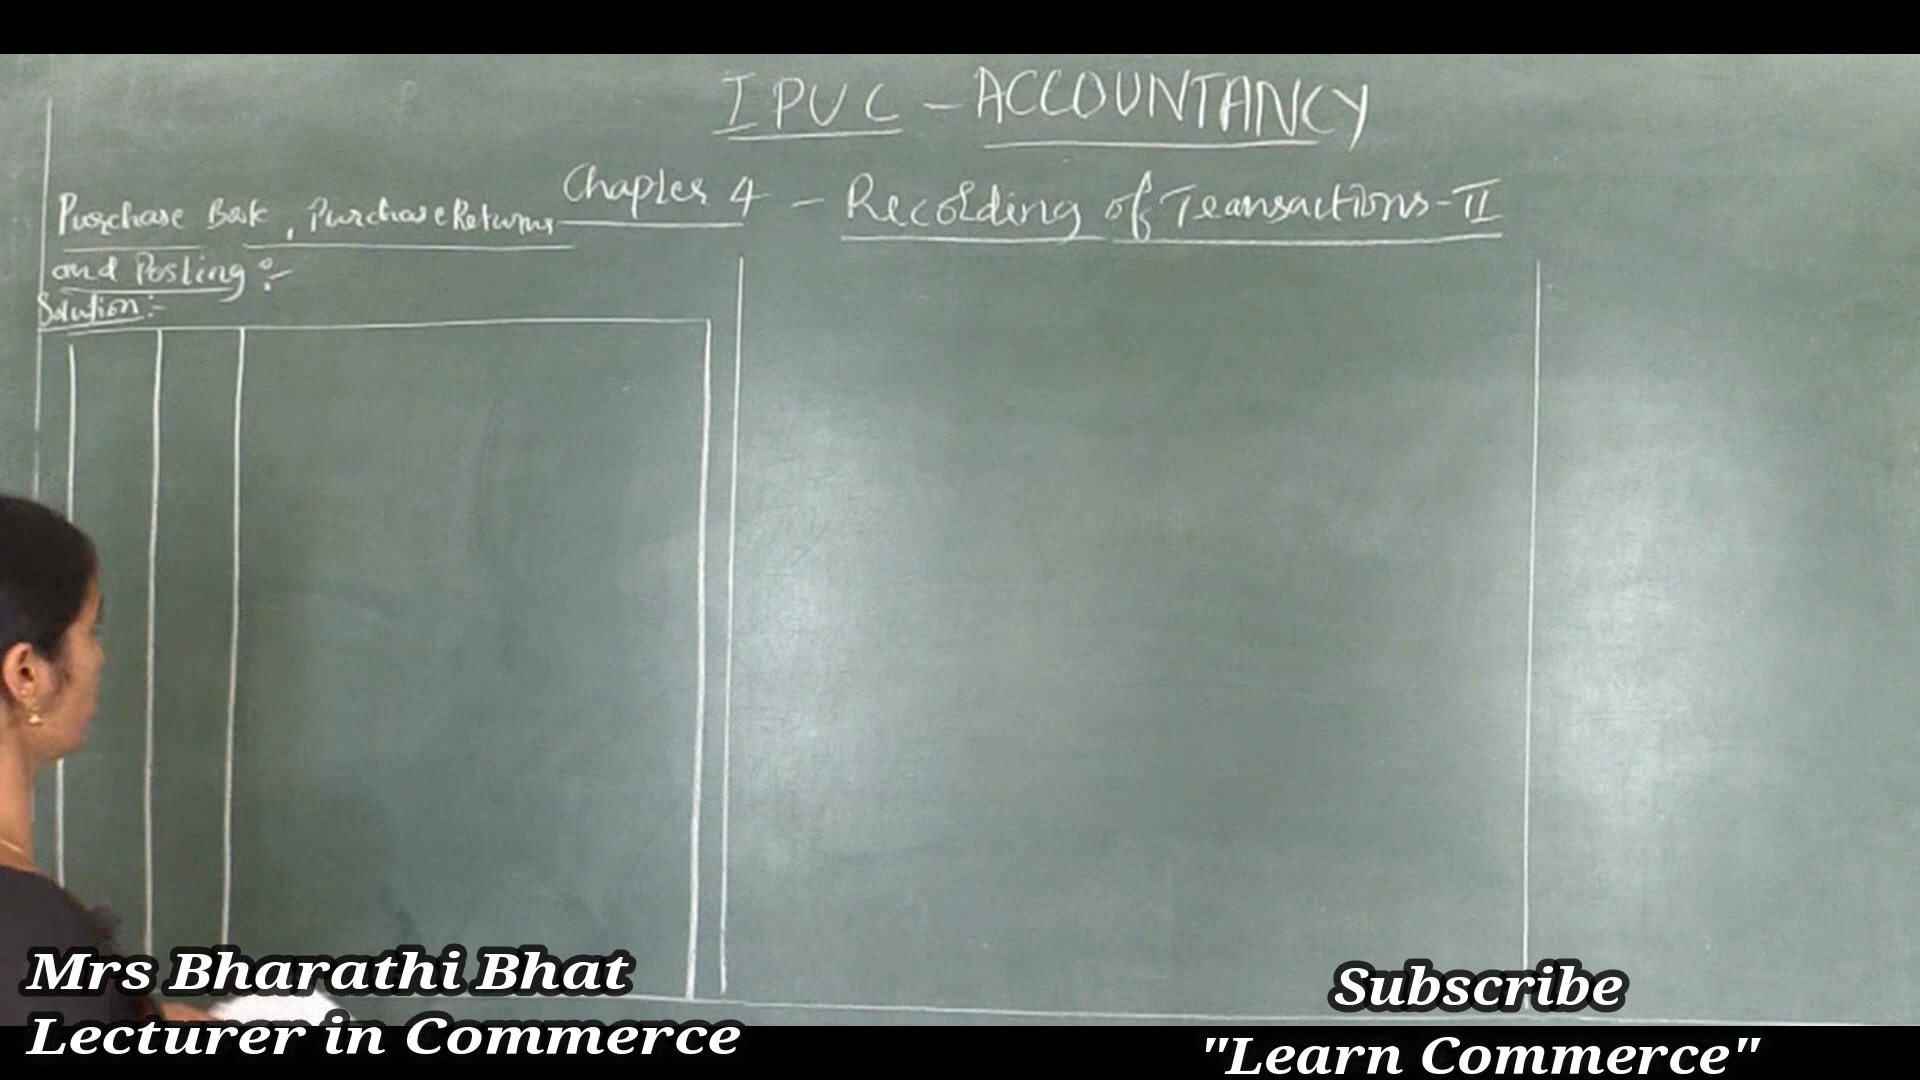 I PUC - ACCOUNTANCY
Chapter 4 - Recording of Transactions-II
Purchase Book, Purchase Returns
and Posting:-
Solution:-
Mrs Bharathi Bhat
Lecturer in Commerce
Subscribe
"Learn Commerce"